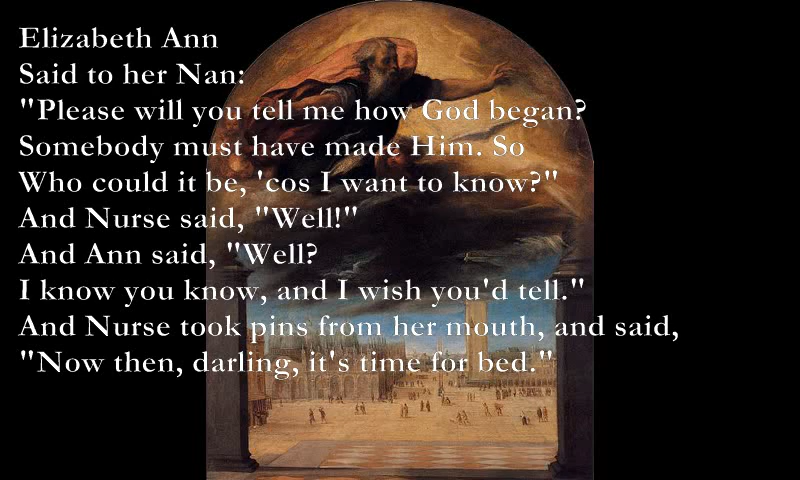 Elizabeth Ann
Said to her Nan:
"Please will you tell me how God began?
Somebody must have made Him. So
Who could it be, 'cos I want to know?"
And Nurse said, "Well!"
And Ann said, "Well?
I know you know, and I wish you'd tell."
And Nurse took pins from her mouth, and said,
"Now then, darling, it's time for bed."